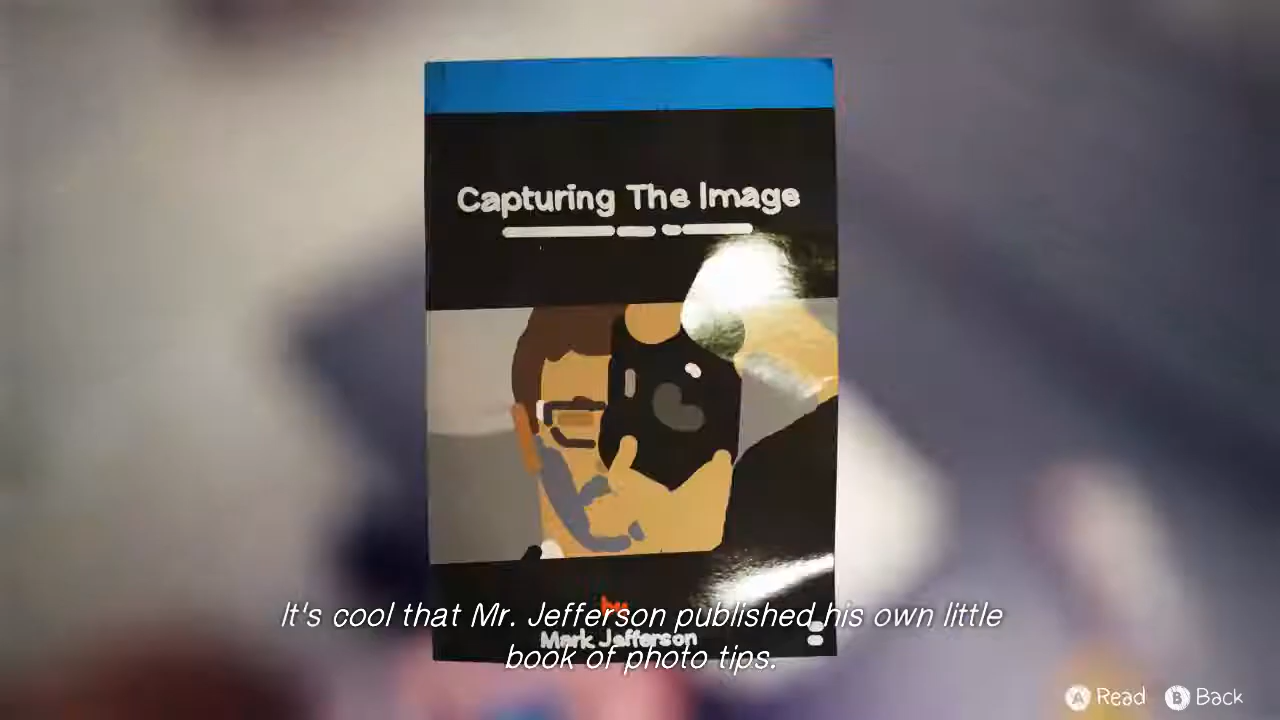 Capturing The Image
by
Mark Jefferson
It's cool that Mr. Jefferson published his own little
book of photo tips.
A Read B Back